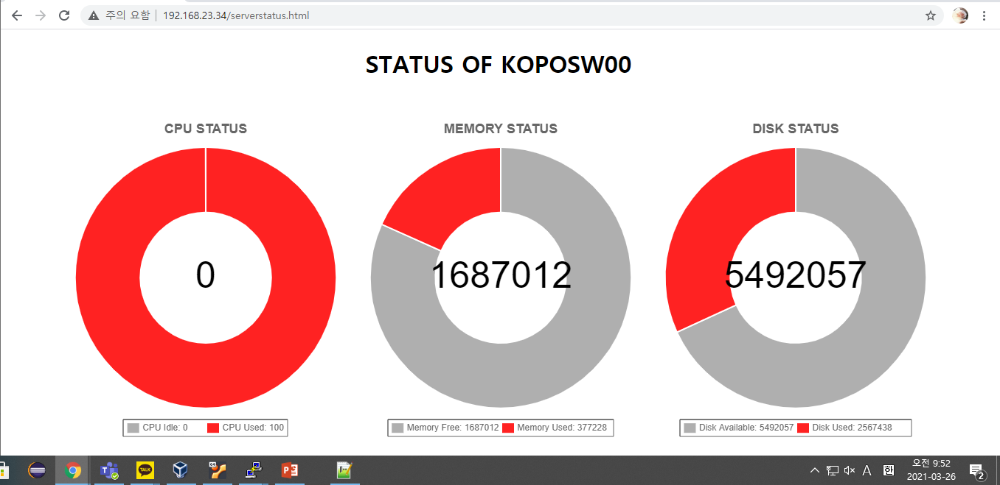 주의 요함 192.168.23.34/serverstatus.html
STATUS OF KOPOSW00
CPU STATUS
MEMORY STATUS
DISK STATUS
0
1687012
5492057
CPU Idle: 0 CPU Used: 100
Memory Free: 1687012 Memory Used: 377228
Disk Available: 5492057 Disk Used: 2567438
T
TALK
64
P
A
한
오전 9:52
2021-03-26
2